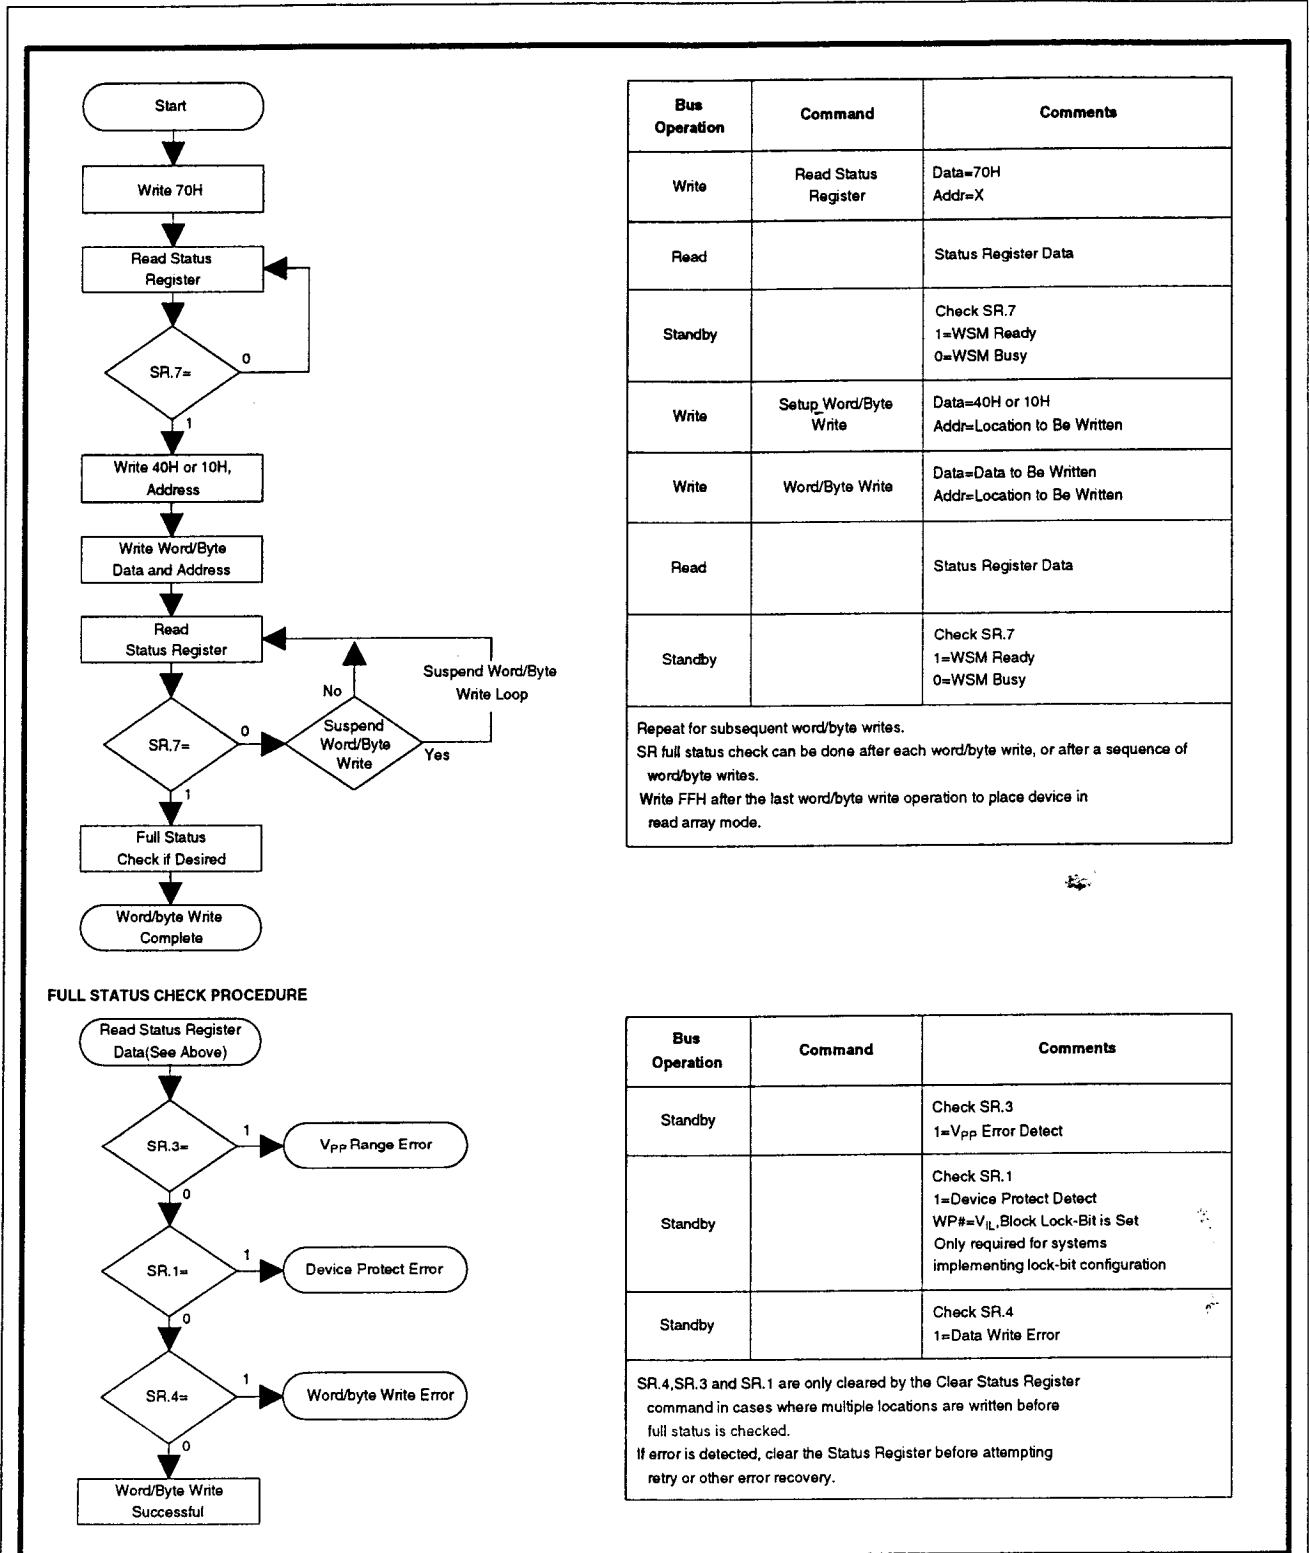 Start
Write 70H
Read Status
Register
SR.7=
0
1
Write 40H or 10H,
Address
Write Word/Byte
Data and Address
Read
Status Register
SR.7=
0
1
Suspend
Word/Byte
Write
No
Yes
Suspend Word/Byte
Write Loop
Full Status
Check if Desired
Word/byte Write
Complete
Bus
Operation
Command
Comments
Write
Read Status
Register
Data=70H
Addr=X
Read
Status Register Data
Standby
Check SR.7
1=WSM Ready
0=WSM Busy
Write
Setup Word/Byte
Write
Data=40H or 10H
Addr=Location to Be Written
Write
Word/Byte Write
Data=Data to Be Written
Addr=Location to Be Written
Read
Status Register Data
Standby
Check SR.7
1=WSM Ready
0=WSM Busy
Repeat for subsequent word/byte writes.
SR full status check can be done after each word/byte write, or after a sequence of
word/byte writes.
Write FFH after the last word/byte write operation to place device in
read array mode.
FULL STATUS CHECK PROCEDURE
Read Status Register
Data(See Above)
SR.3=
1
VPP Range Error
0
SR.1=
1
Device Protect Error
0
SR.4=
1
Word/byte Write Error
0
Word/Byte Write
Successful
Bus
Operation
Command
Comments
Standby
Check SR.3
1=VPP Error Detect
Standby
Check SR.1
1=Device Protect Detect
WP#=VIL,Block Lock-Bit is Set
Only required for systems
implementing lock-bit configuration
Standby
Check SR.4
1=Data Write Error
SR.4,SR.3 and SR.1 are only cleared by the Clear Status Register
command in cases where multiple locations are written before
full status is checked.
If error is detected, clear the Status Register before attempting
retry or other error recovery.